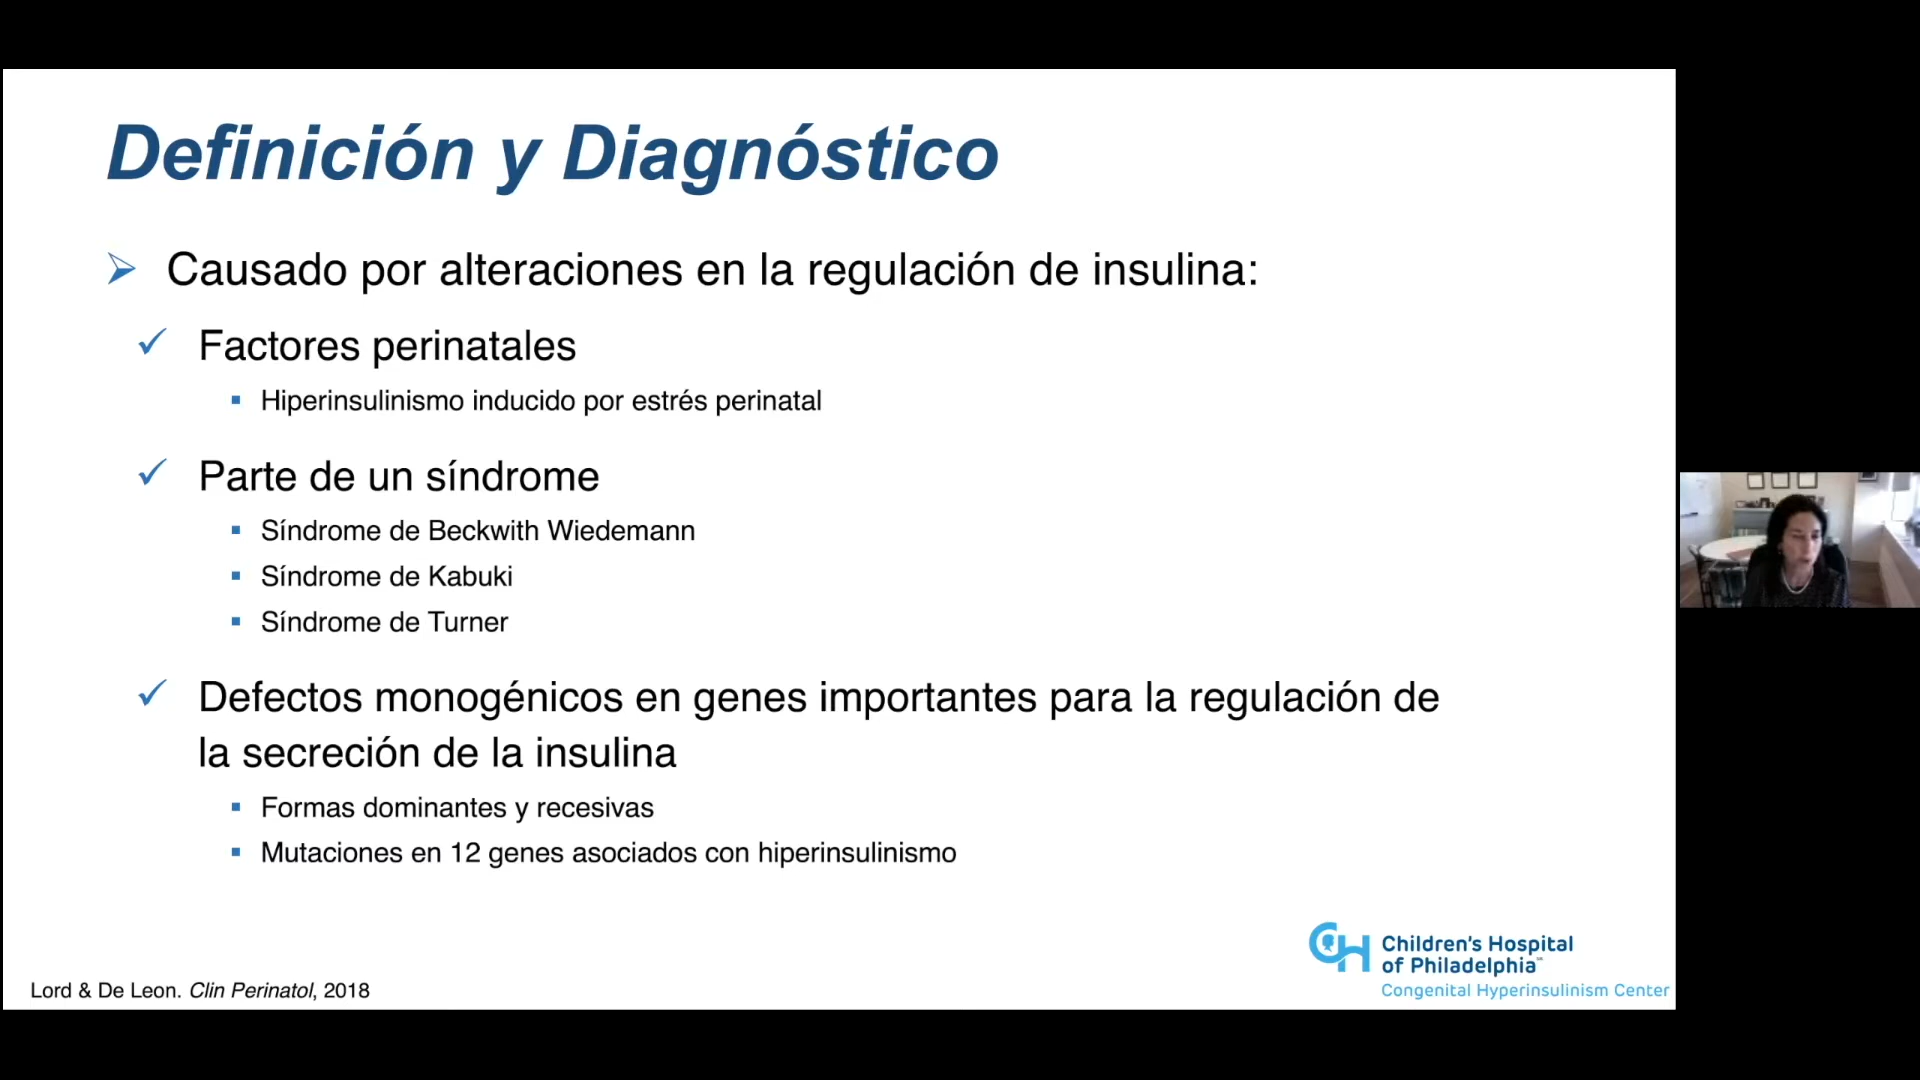 Definición y Diagnóstico
Causado por alteraciones en la regulación de insulina:
Factores perinatales
Hiperinsulinismo inducido por estrés perinatal
Parte de un síndrome
Síndrome de Beckwith Wiedemann
Síndrome de Kabuki
Síndrome de Turner
Defectos monogénicos en genes importantes para la regulación de
la secreción de la insulina
Formas dominantes y recesivas
Mutaciones en 12 genes asociados con hiperinsulinismo
Children's Hospital
of Philadelphia℠
Congenital Hyperinsulinism Center
Lord & De Leon. Clin Perinatol, 2018